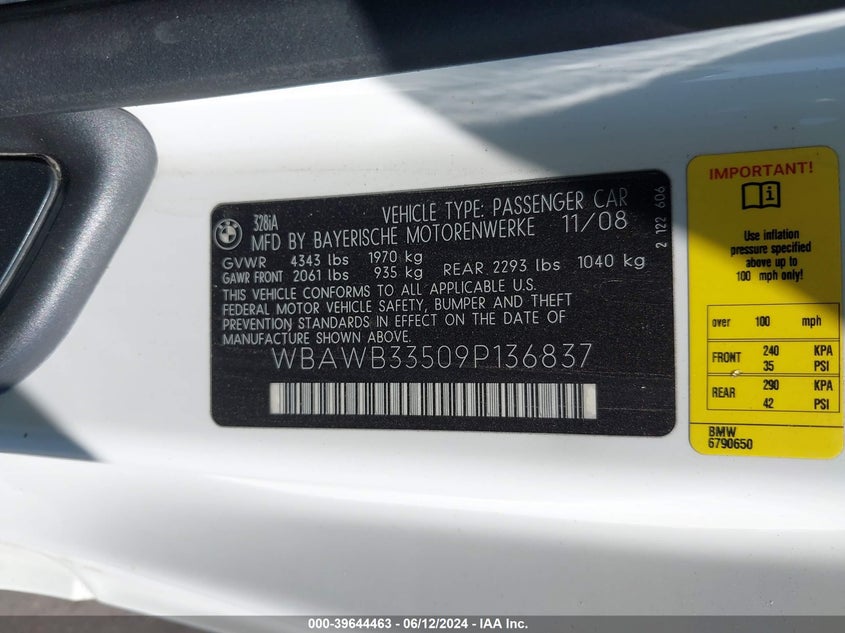 BMW
328iA
VEHICLE TYPE: PASSENGER CAR
MFD BY BAYERISCHE MOTORENWERKE 11/08
GVWR 4343 lbs 1970 kg
GAWR FRONT 2061 lbs 935 kg REAR 2293 lbs 1040 kg
THIS VEHICLE CONFORMS TO ALL APPLICABLE U.S.
FEDERAL MOTOR VEHICLE SAFETY, BUMPER AND THEFT
PREVENTION STANDARDS IN EFFECT ON THE DATE OF
MANUFACTURE SHOWN ABOVE.
WBAWB33509P136837
2 122 606
IMPORTANT!
i
Use inflation
pressure specified
above up to
100 mph only!
over 100 mph
FRONT 240 KPA
35 PSI
REAR 290 KPA
42 PSI
BMW
6790650
000-39644463 - 06/12/2024 - IAA Inc.